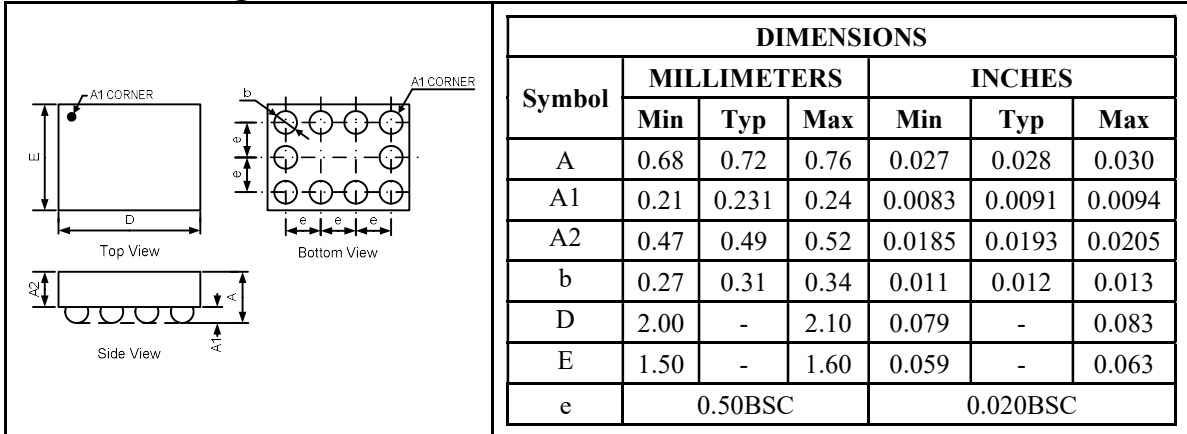 A1 CORNER
E
D
Top View
b
A1 CORNER
e
e
e e e
Bottom View
A2
A
A1
Side View
DIMENSIONS
Symbol MILLIMETERS INCHES
Min Typ Max Min Typ Max
A 0.68 0.72 0.76 0.027 0.028 0.030
A1 0.21 0.231 0.24 0.0083 0.0091 0.0094
A2 0.47 0.49 0.52 0.0185 0.0193 0.0205
b 0.27 0.31 0.34 0.011 0.012 0.013
D 2.00 - 2.10 0.079 - 0.083
E 1.50 - 1.60 0.059 - 0.063
e 0.50BSC 0.020BSC